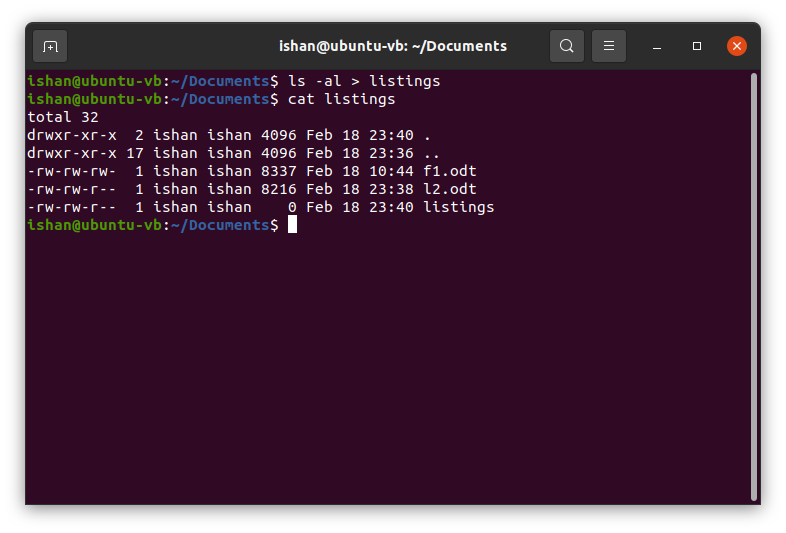 ishan@ubuntu-vb: ~/Documents
ishan@ubuntu-vb:~/Documents$ ls -al > listings
ishan@ubuntu-vb:~/Documents$ cat listings
total 32
drwxr-xr-x  2 ishan ishan 4096 Feb 18 23:40 .
drwxr-xr-x 17 ishan ishan 4096 Feb 18 23:36 ..
-rw-rw-rw-  1 ishan ishan 8337 Feb 18 10:44 f1.odt
-rw-rw-r--  1 ishan ishan 8216 Feb 18 23:38 l2.odt
-rw-rw-r--  1 ishan ishan    0 Feb 18 23:40 listings
ishan@ubuntu-vb:~/Documents$